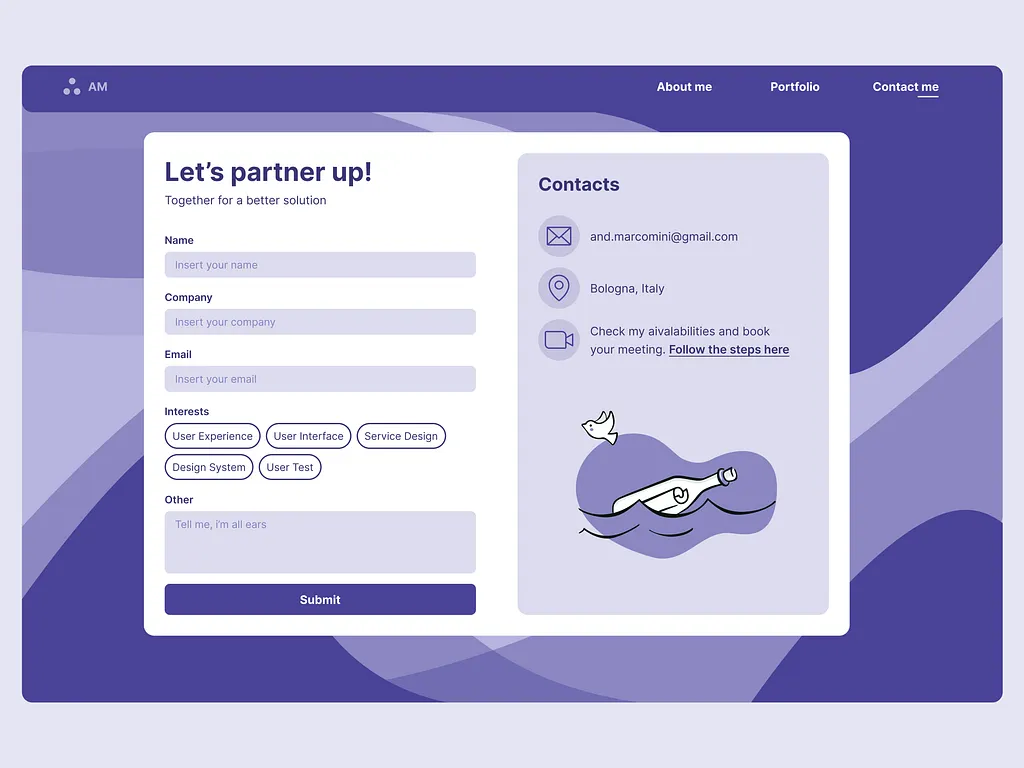 AM
About me
Portfolio
Contact me
Let’s partner up!
Together for a better solution
Name
Insert your name
Company
Insert your company
Email
Insert your email
Interests
User Experience
User Interface
Service Design
Design System
User Test
Other
Tell me, i'm all ears
Submit
Contacts
and.marcomini@gmail.com
Bologna, Italy
Check my aivalabilities and book
your meeting. Follow the steps here